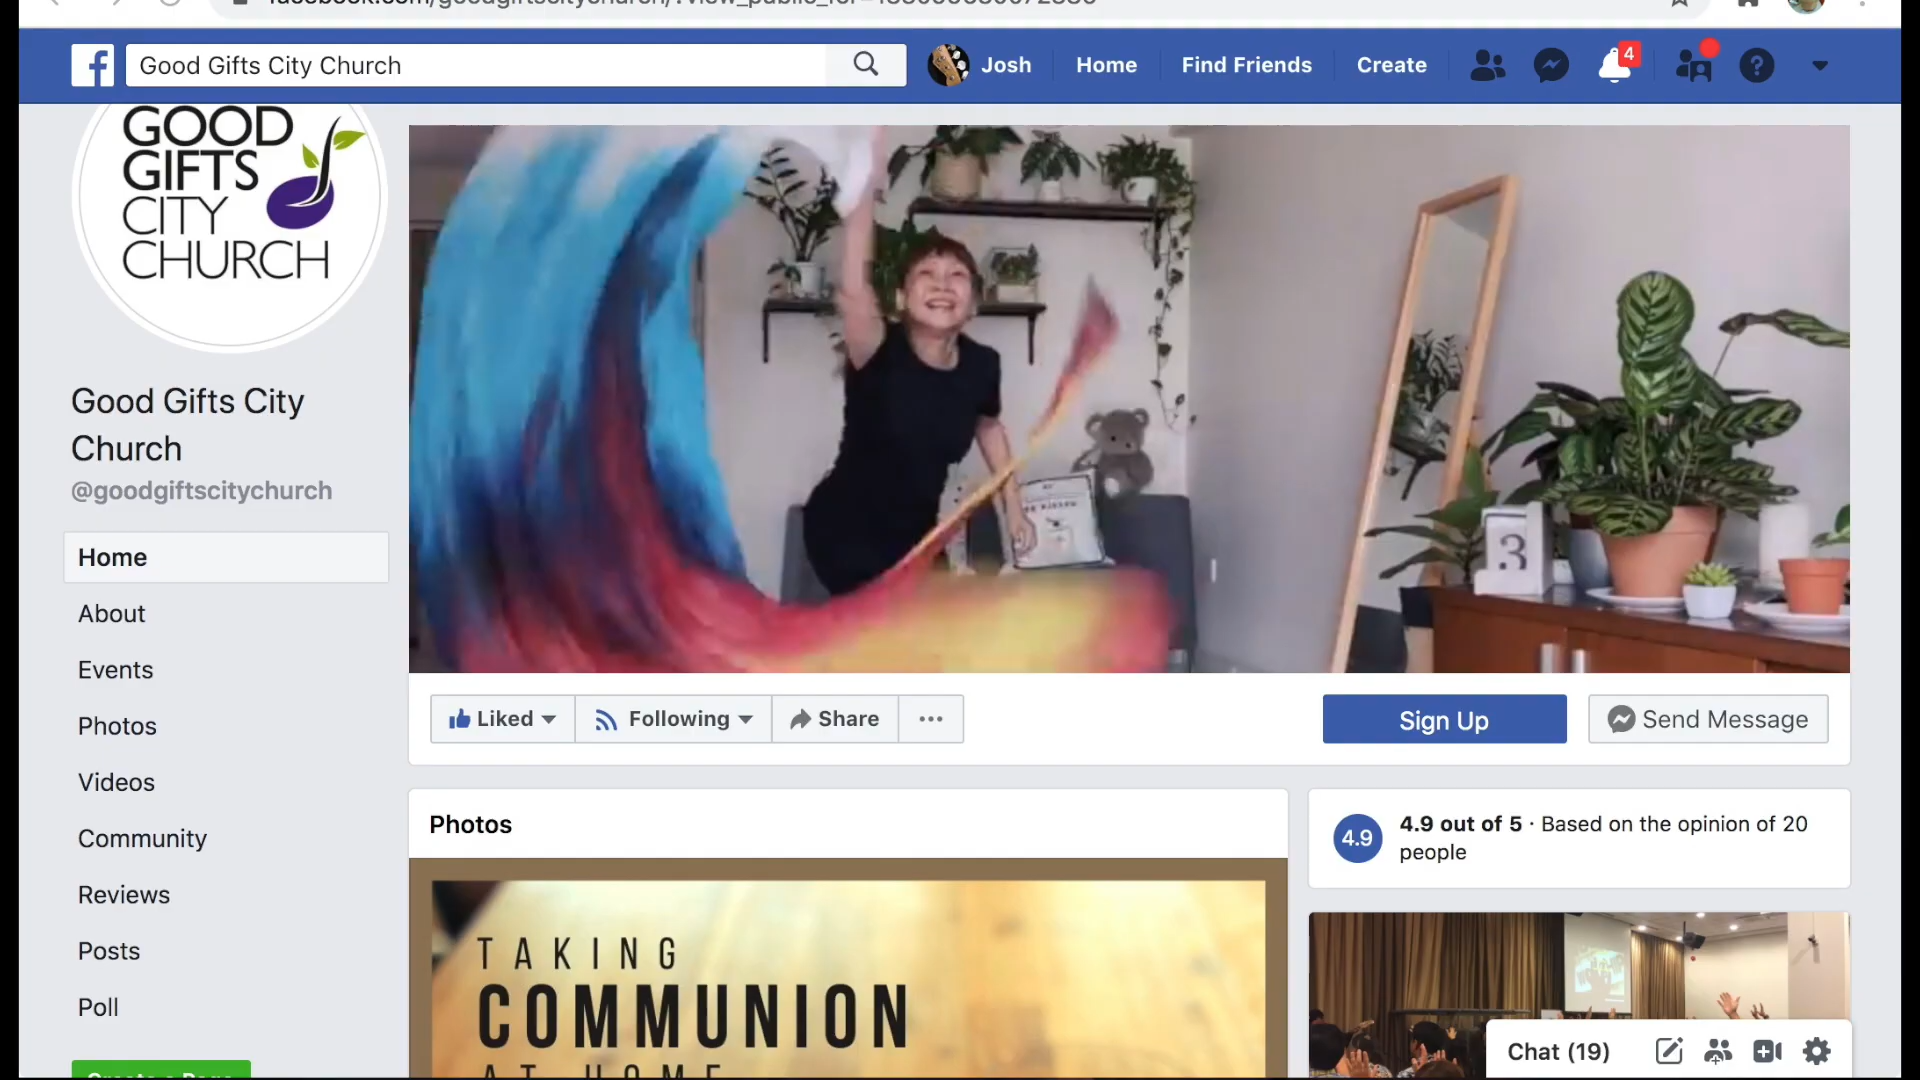 Good Gifts City Church
Josh
Home
Find Friends
Create
4
GOOD
GIFTS
CITY
CHURCH
Good Gifts City
Church
@goodgiftscitychurch
Home
About
Events
Photos
Videos
Community
Reviews
Posts
Poll
3
Liked
Following
Share
Sign Up
Send Message
Photos
TAKING
COMMUNION
AT HOME
4.9
4.9 out of 5 · Based on the opinion of 20
people
Chat (19)